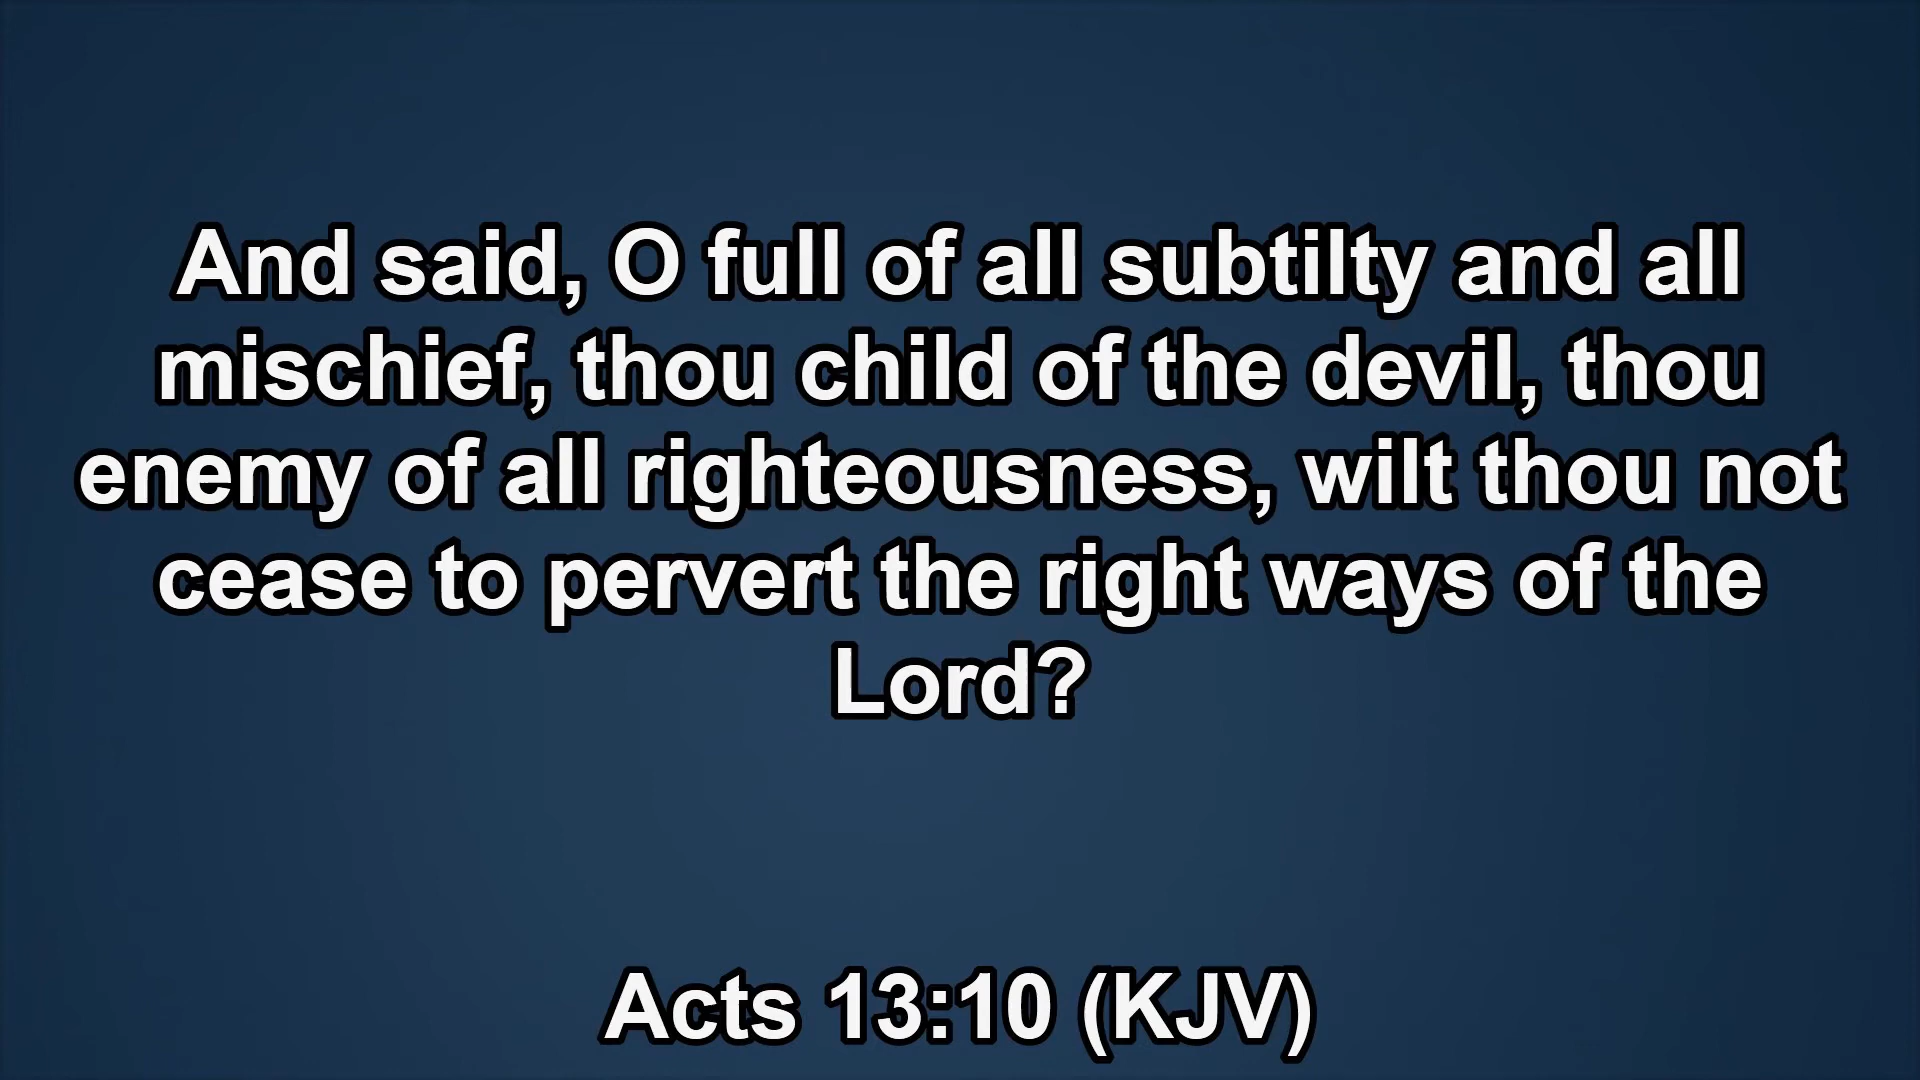 And said, O full of all subtilty and all
mischief, thou child of the devil, thou
enemy of all righteousness, wilt thou not
cease to pervert the right ways of the
Lord?
Acts 13:10 (KJV)